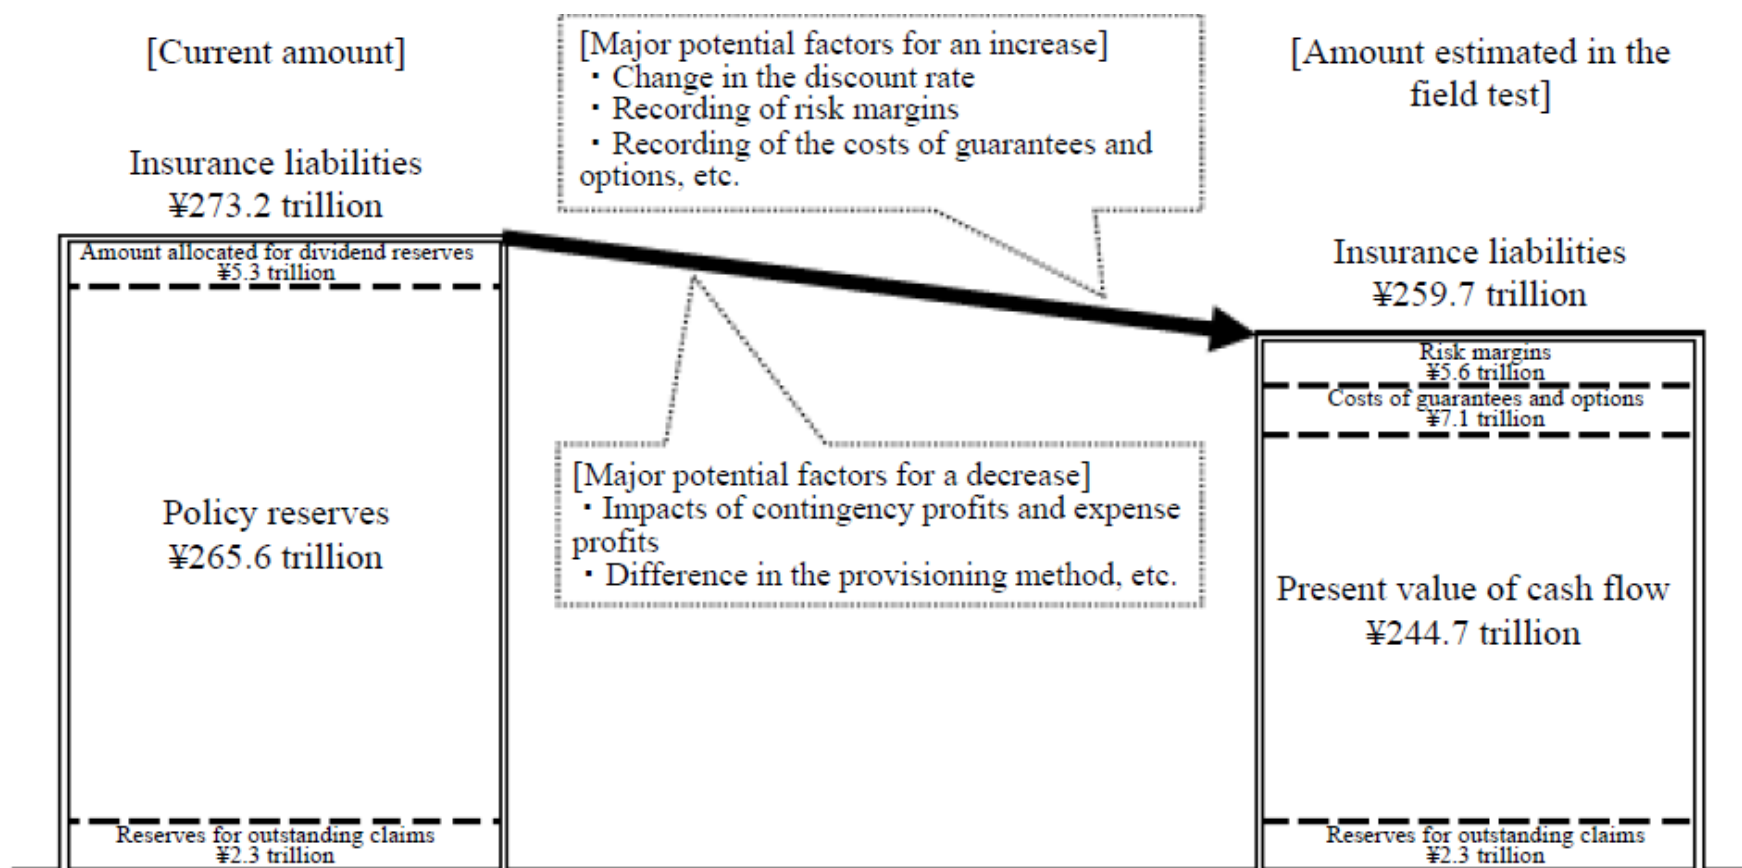 [Current amount]
Insurance liabilities
¥273.2 trillion
Amount allocated for dividend reserves
¥5.3 trillion
Policy reserves
¥265.6 trillion
Reserves for outstanding claims
¥2.3 trillion
[Major potential factors for an increase]
・Change in the discount rate
・Recording of risk margins
・Recording of the costs of guarantees and
options, etc.
[Major potential factors for a decrease]
・Impacts of contingency profits and expense
profits
・Difference in the provisioning method, etc.
[Amount estimated in the
field test]
Insurance liabilities
¥259.7 trillion
Risk margins
¥5.6 trillion
Costs of guarantees and options
¥7.1 trillion
Present value of cash flow
¥244.7 trillion
Reserves for outstanding claims
¥2.3 trillion